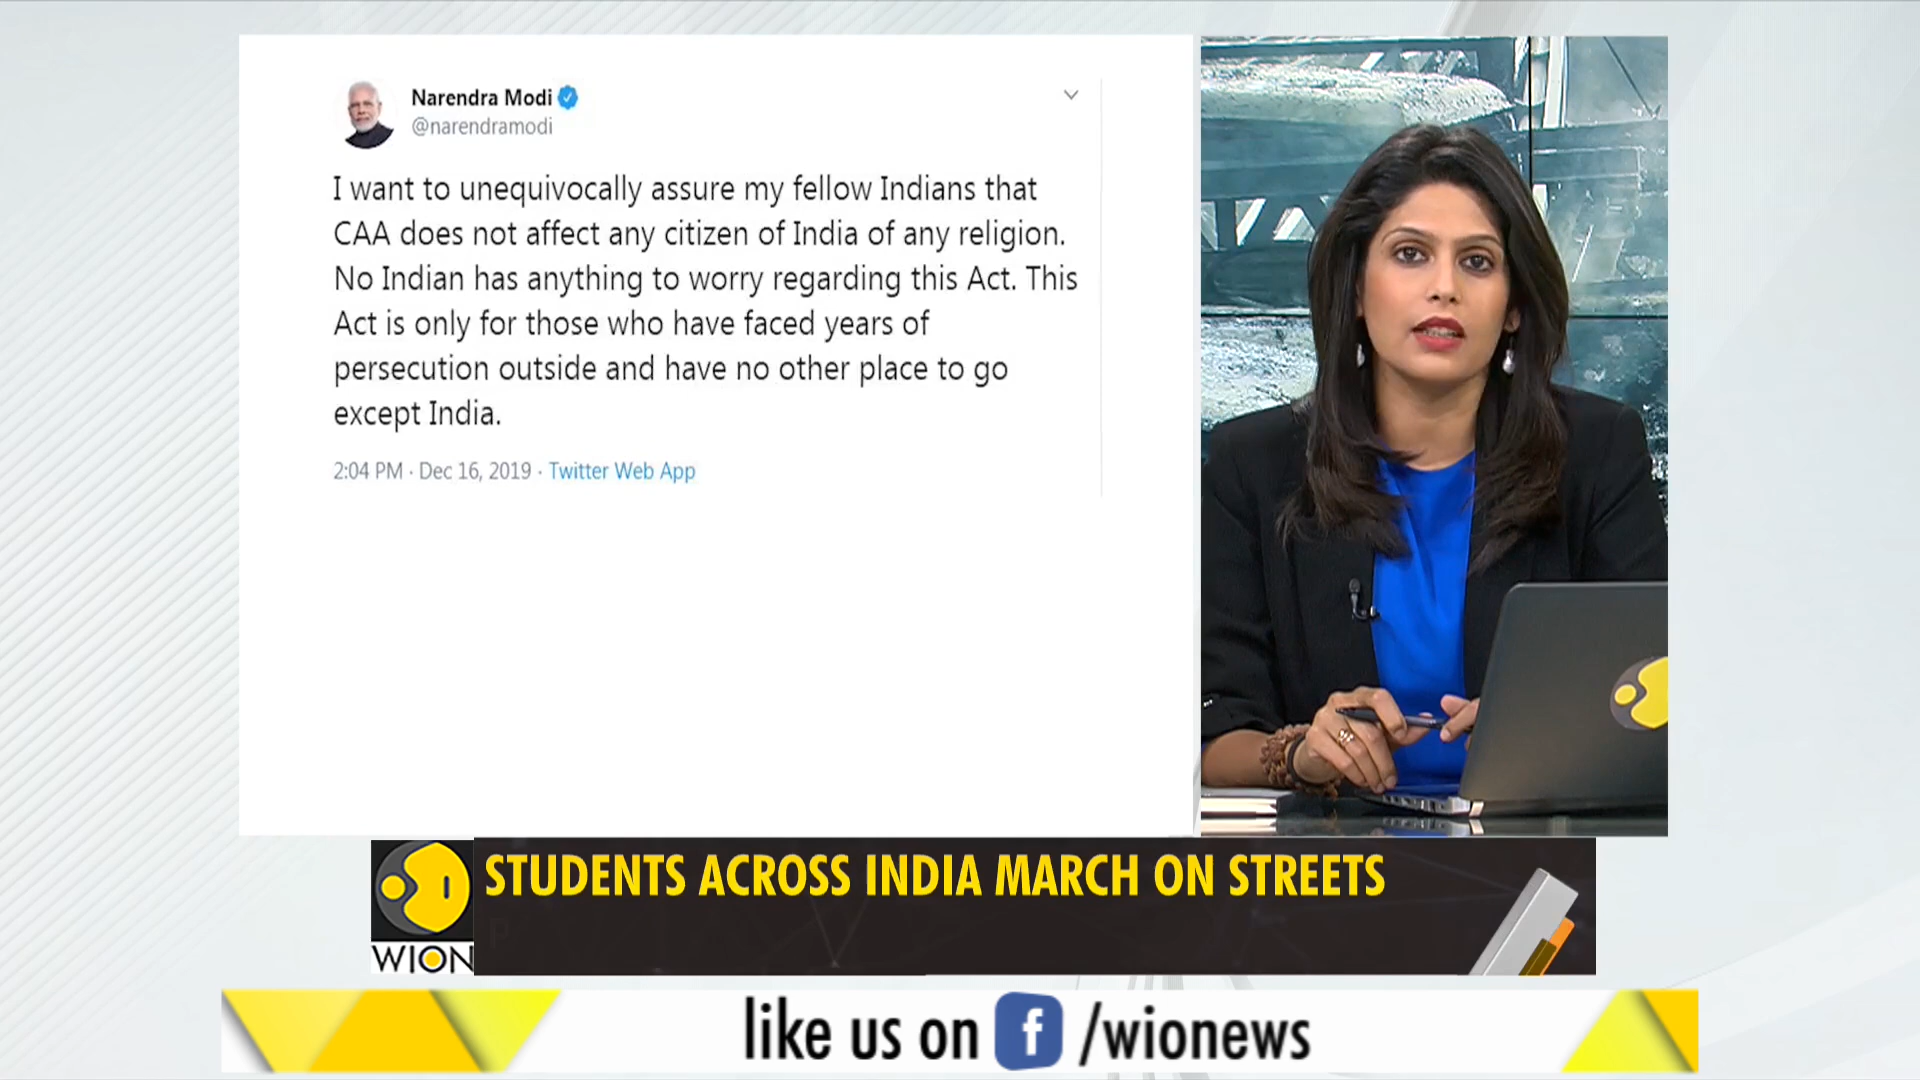 Narendra Modi
@narendramodi
I want to unequivocally assure my fellow Indians that
CAA does not affect any citizen of India of any religion.
No Indian has anything to worry regarding this Act. This
Act is only for those who have faced years of
persecution outside and have no other place to go
except India.
2:04 PM · Dec 16, 2019 · Twitter Web App
STUDENTS ACROSS INDIA MARCH ON STREETS
WION
like us on f /wionews